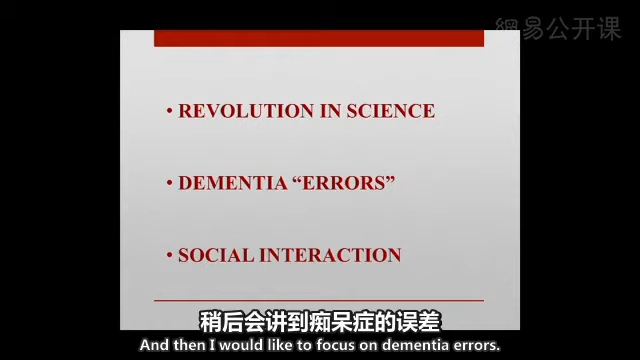 網易公开课
• REVOLUTION IN SCIENCE
• DEMENTIA “ERRORS”
• SOCIAL INTERACTION
稍后会讲到痴呆症的误差
And then I would like to focus on dementia errors.